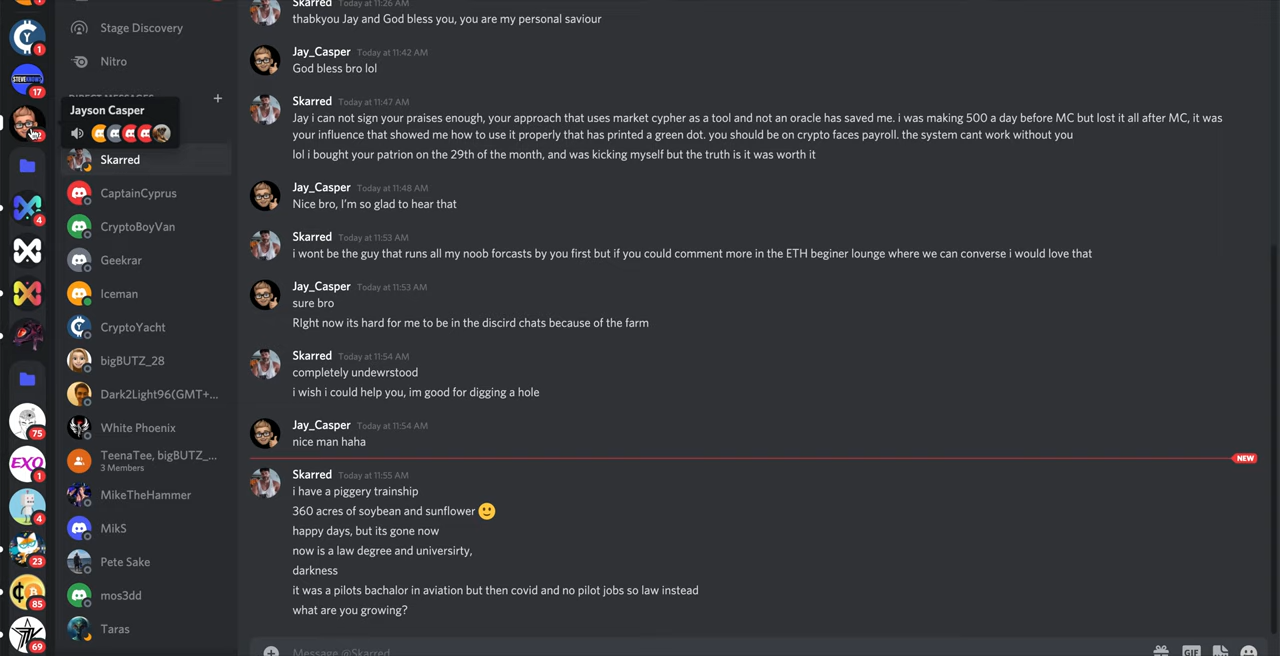 Stage Discovery
Nitro
DIRECT MESSAGES
Jayson Casper
Skarred
CaptainCyprus
CryptoBoyVan
Geekrar
Iceman
CryptoYacht
bigBUTZ_28
Dark2Light96(GMT+...
White Phoenix
TeenaTee, bigBUTZ_...
3 Members
MikeTheHammer
MikS
Pete Sake
mos3dd
Taras
1
STEVEKNOWS
17
4
75
EXO
1
4
23
85
69
Skarred Today at 11:26 AM
thabkyou Jay and God bless you, you are my personal saviour
Jay_Casper Today at 11:42 AM
God bless bro lol
Skarred Today at 11:47 AM
Jay i can not sign your praises enough, your approach that uses market cypher as a tool and not an oracle has saved me. i was making 500 a day before MC but lost it all after MC, it was
your influence that showed me how to use it properly that has printed a green dot. you should be on crypto faces payroll. the system cant work without you
lol i bought your patrion on the 29th of the month, and was kicking myself but the truth is it was worth it
Jay_Casper Today at 11:48 AM
Nice bro, I'm so glad to hear that
Skarred Today at 11:53 AM
i wont be the guy that runs all my noob forcasts by you first but if you could comment more in the ETH beginer lounge where we can converse i would love that
Jay_Casper Today at 11:53 AM
sure bro
RIght now its hard for me to be in the discird chats because of the farm
Skarred Today at 11:54 AM
completely undewrstood
i wish i could help you, im good for digging a hole
Jay_Casper Today at 11:54 AM
nice man haha
NEW
Skarred Today at 11:55 AM
i have a piggery trainship
360 acres of soybean and sunflower 🙂
happy days, but its gone now
now is a law degree and universirty,
darkness
it was a pilots bachalor in aviation but then covid and no pilot jobs so law instead
what are you growing?
Message @Skarred
GIF